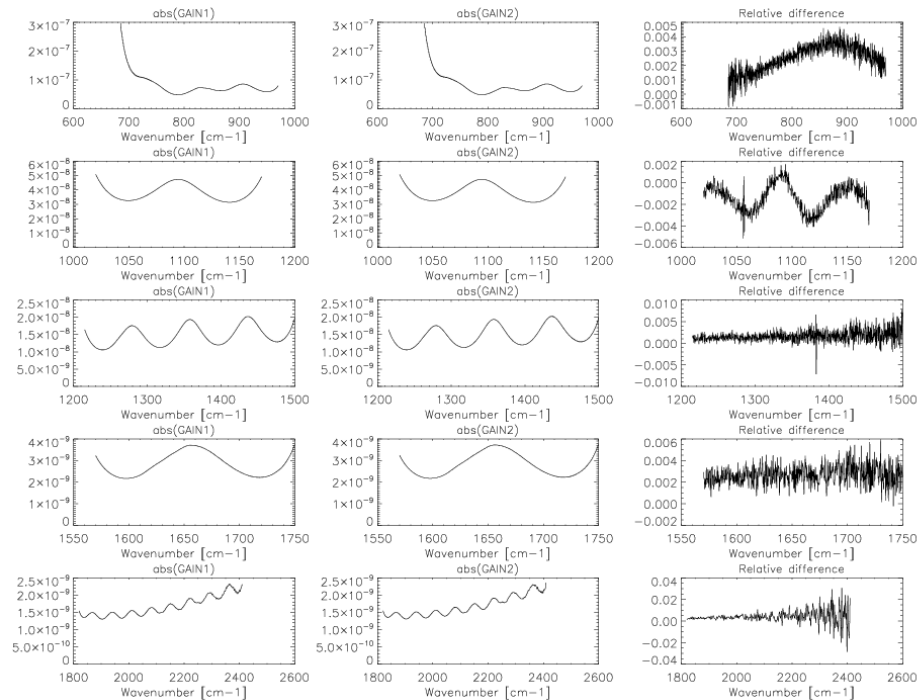 abs(GAIN1) abs(GAIN2) Relative difference
3×10⁻⁷ 3×10⁻⁷ 0.005
0.004
2×10⁻⁷ 2×10⁻⁷ 0.003
0.002
1×10⁻⁷ 1×10⁻⁷ 0.001
0.000
0 0 −0.001
600 700 800 900 1000 600 700 800 900 1000 600 700 800 900 1000
Wavenumber [cm−1] Wavenumber [cm−1] Wavenumber [cm−1]
abs(GAIN1) abs(GAIN2) Relative difference
6×10⁻⁸ 6×10⁻⁸ 0.002
5×10⁻⁸ 5×10⁻⁸ 0.000
4×10⁻⁸ 4×10⁻⁸
3×10⁻⁸ 3×10⁻⁸ −0.002
2×10⁻⁸ 2×10⁻⁸ −0.004
1×10⁻⁸ 1×10⁻⁸
0 0 −0.006
1000 1050 1100 1150 1200 1000 1050 1100 1150 1200 1000 1050 1100 1150 1200
Wavenumber [cm−1] Wavenumber [cm−1] Wavenumber [cm−1]
abs(GAIN1) abs(GAIN2) Relative difference
2.5×10⁻⁸ 2.5×10⁻⁸ 0.010
2.0×10⁻⁸ 2.0×10⁻⁸ 0.005
1.5×10⁻⁸ 1.5×10⁻⁸ 0.000
1.0×10⁻⁸ 1.0×10⁻⁸ −0.005
0 0 −0.010
1200 1300 1400 1500 1200 1300 1400 1500 1200 1300 1400 1500
Wavenumber [cm−1] Wavenumber [cm−1] Wavenumber [cm−1]
abs(GAIN1) abs(GAIN2) Relative difference
4×10⁻⁹ 4×10⁻⁹ 0.006
3×10⁻⁹ 3×10⁻⁹ 0.004
2×10⁻⁹ 2×10⁻⁹ 0.002
1×10⁻⁹ 1×10⁻⁹ 0.000
0 0 −0.002
1550 1600 1650 1700 1750 1550 1600 1650 1700 1750 1550 1600 1650 1700 1750
Wavenumber [cm−1] Wavenumber [cm−1] Wavenumber [cm−1]
abs(GAIN1) abs(GAIN2) Relative difference
2.5×10⁻⁹ 2.5×10⁻⁹ 0.04
2.0×10⁻⁹ 2.0×10⁻⁹ 0.02
1.5×10⁻⁹ 1.5×10⁻⁹ 0.00
1.0×10⁻⁹ 1.0×10⁻⁹
5.0×10⁻¹⁰ 5.0×10⁻¹⁰ −0.02
0 0 −0.04
1800 2000 2200 2400 2600 1800 2000 2200 2400 2600 1800 2000 2200 2400 2600
Wavenumber [cm−1] Wavenumber [cm−1] Wavenumber [cm−1]